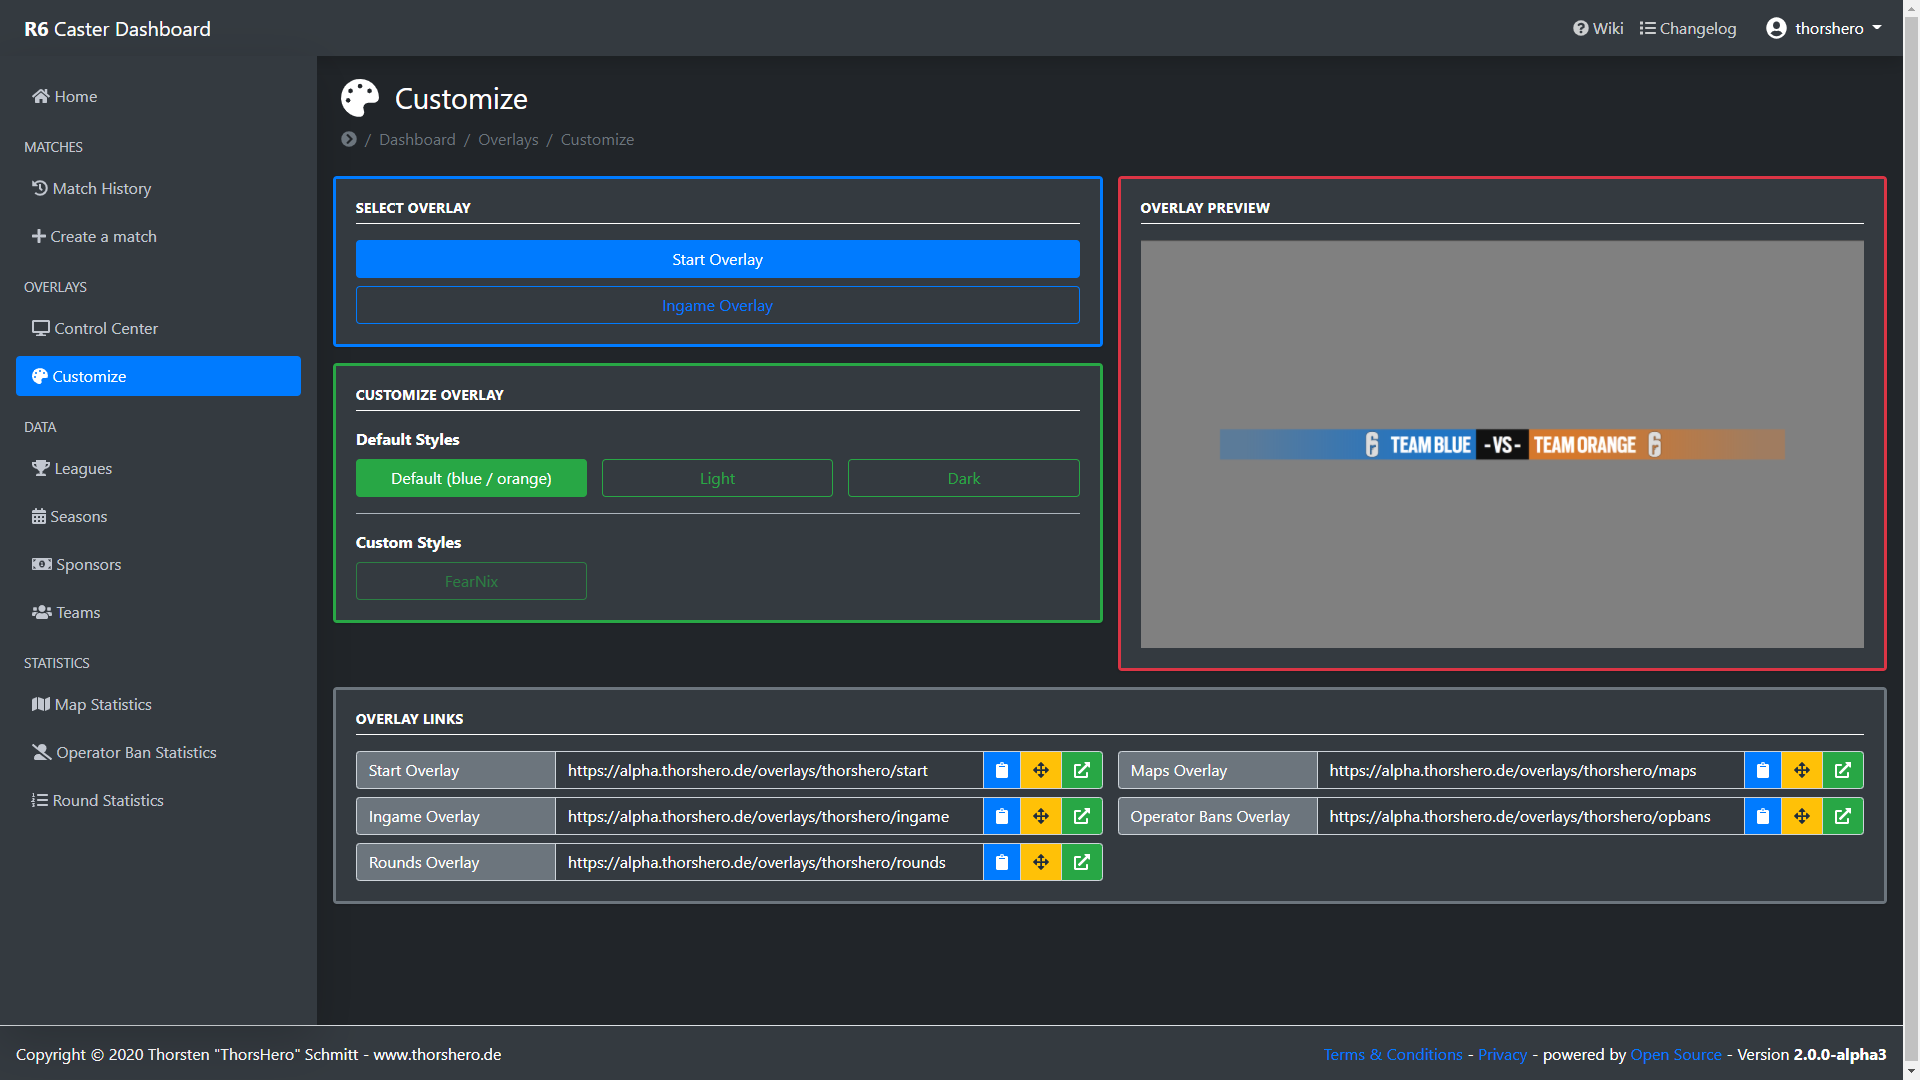 R6 Caster Dashboard
Wiki
Changelog
thorshero
Home
MATCHES
Match History
Create a match
OVERLAYS
Control Center
Customize
DATA
Leagues
Seasons
Sponsors
Teams
STATISTICS
Map Statistics
Operator Ban Statistics
Round Statistics
Customize
/ Dashboard / Overlays / Customize
SELECT OVERLAY
Start Overlay
Ingame Overlay
CUSTOMIZE OVERLAY
Default Styles
Default (blue / orange)
Light
Dark
Custom Styles
FearNix
OVERLAY PREVIEW
TEAM BLUE -VS- TEAM ORANGE
OVERLAY LINKS
Start Overlay https://alpha.thorshero.de/overlays/thorshero/start
Maps Overlay https://alpha.thorshero.de/overlays/thorshero/maps
Ingame Overlay https://alpha.thorshero.de/overlays/thorshero/ingame
Operator Bans Overlay https://alpha.thorshero.de/overlays/thorshero/opbans
Rounds Overlay https://alpha.thorshero.de/overlays/thorshero/rounds
Copyright © 2020 Thorsten "ThorsHero" Schmitt - www.thorshero.de
Terms & Conditions - Privacy - powered by Open Source - Version 2.0.0-alpha3